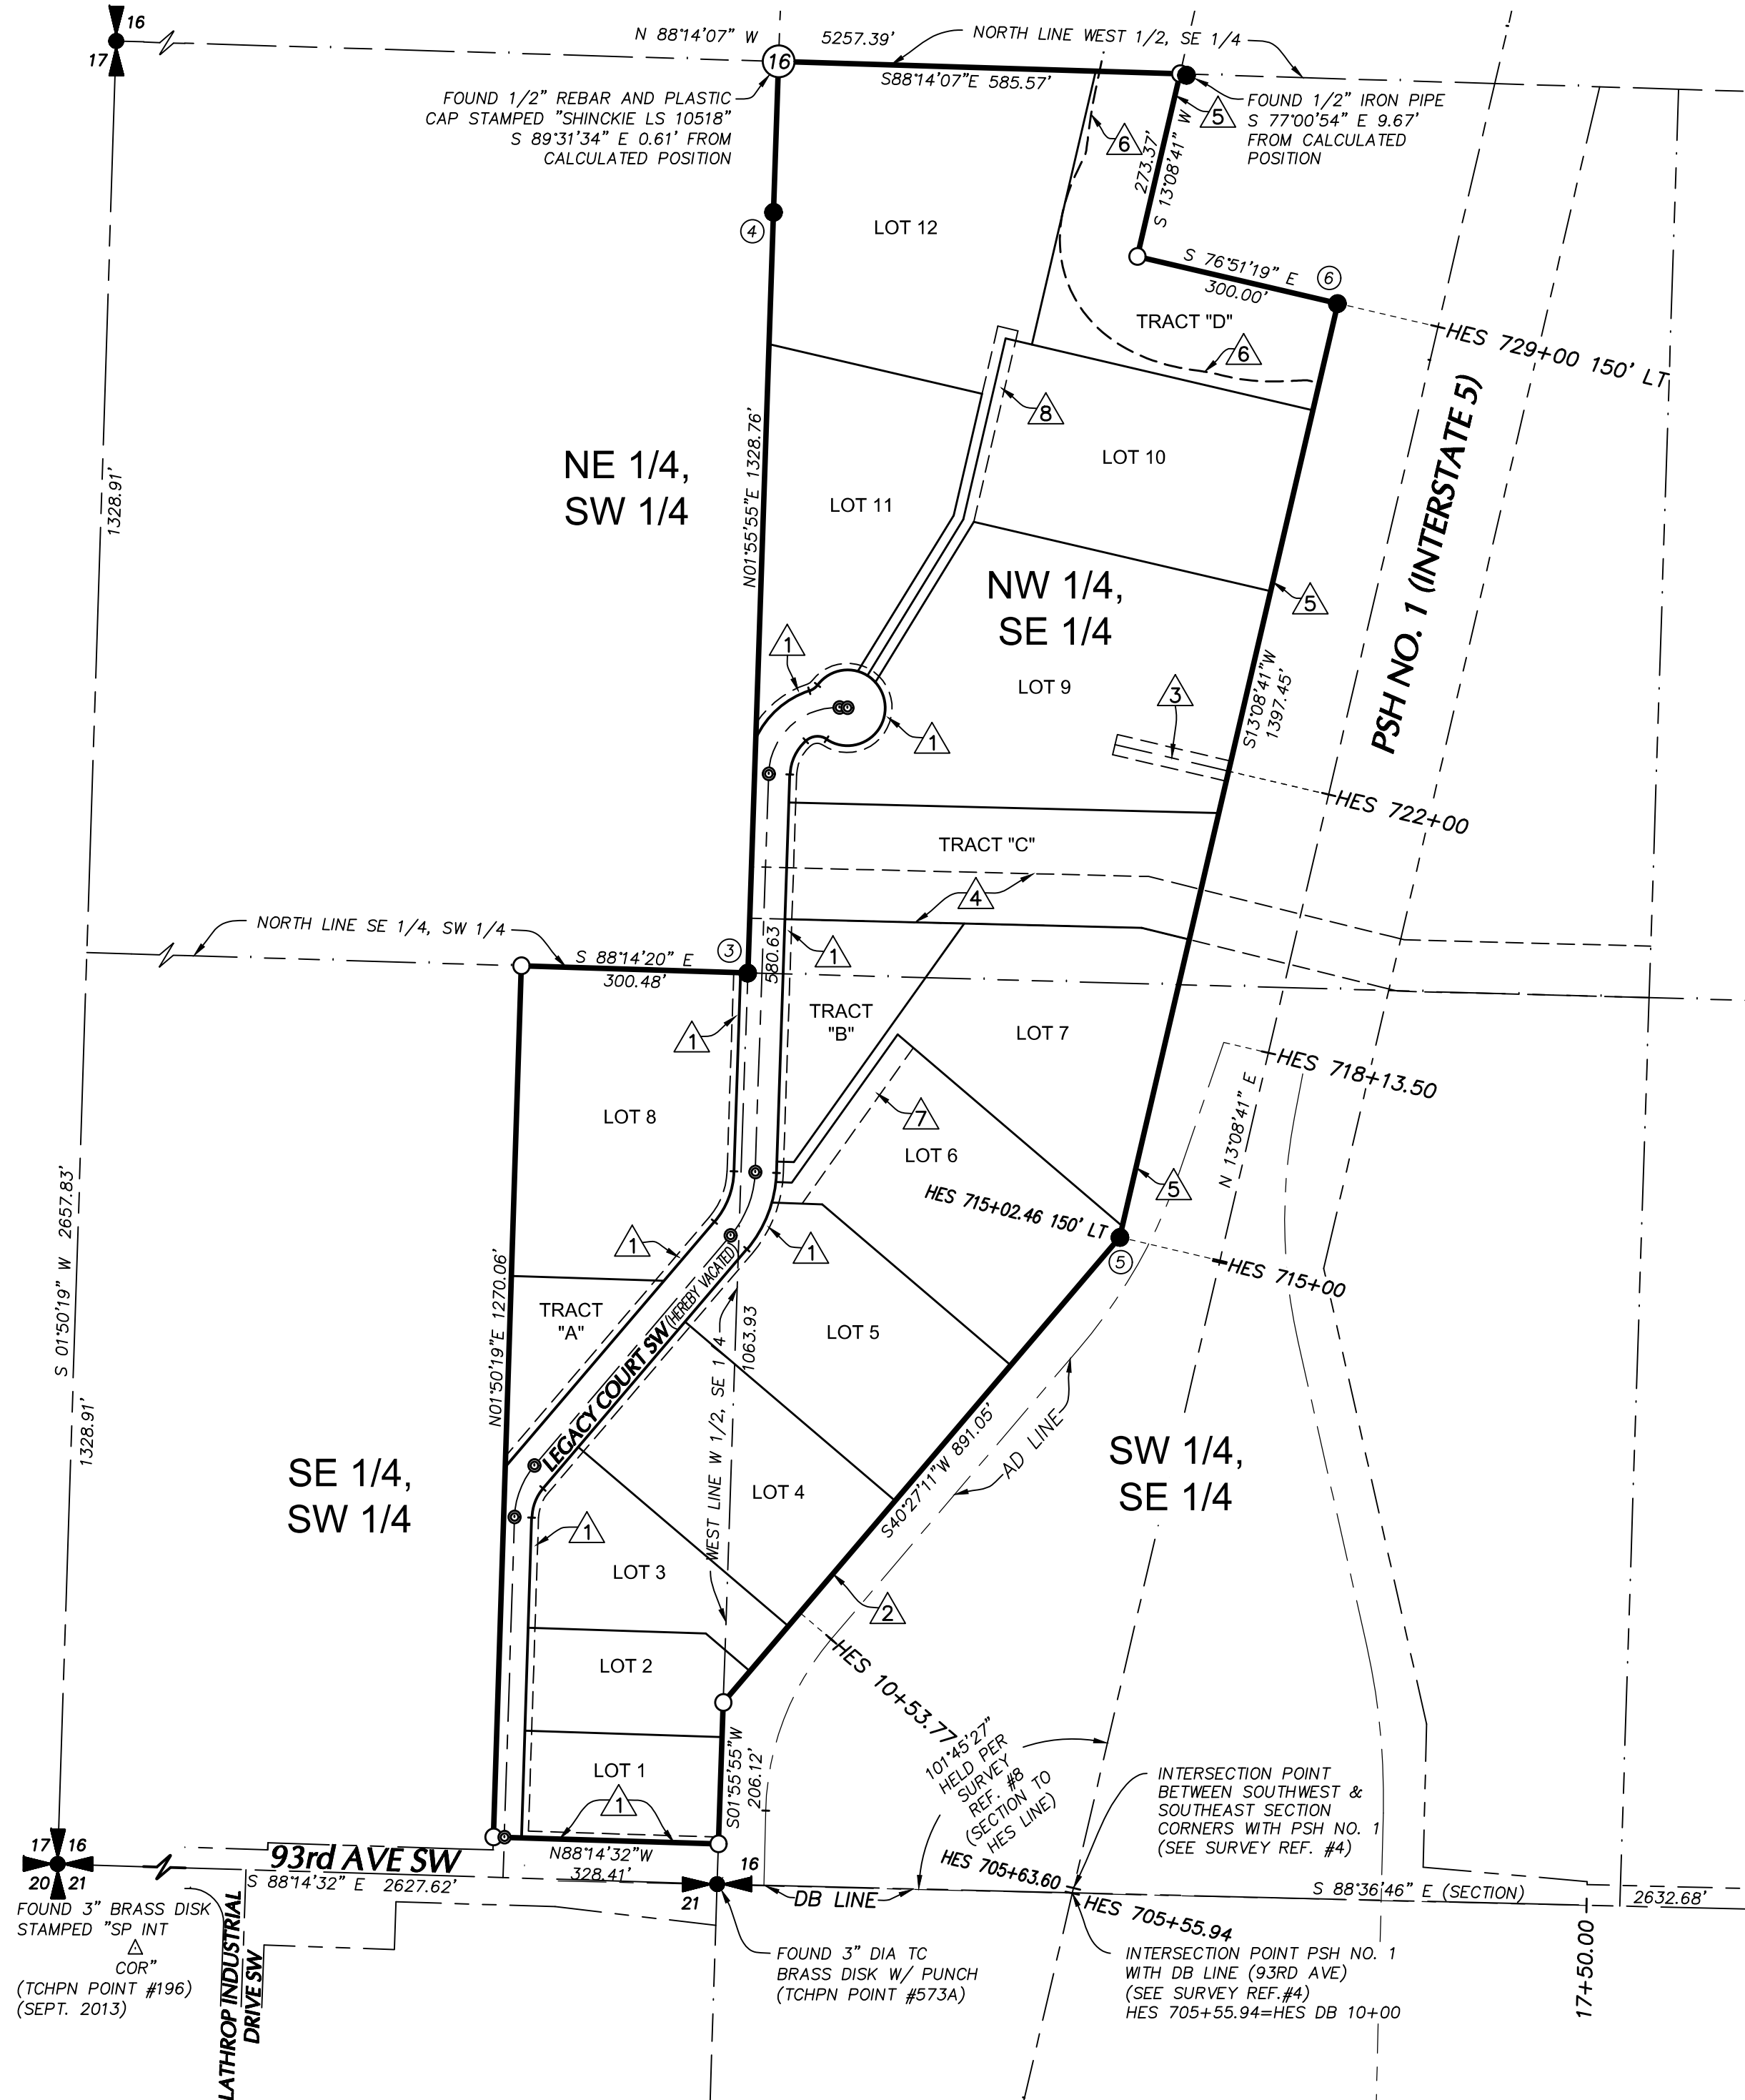 16
17
N 88°14'07" W
5257.39'
NORTH LINE WEST 1/2, SE 1/4
16
S88°14'07"E 585.57'
FOUND 1/2" REBAR AND PLASTIC
CAP STAMPED "SHINCKIE LS 10518"
S 89°31'34" E 0.61' FROM
CALCULATED POSITION
FOUND 1/2" IRON PIPE
S 77°00'54" E 9.67'
FROM CALCULATED
POSITION
5
6
273.37'
S 13°08'41" W
4
LOT 12
S 76°51'19" E
300.00'
6
TRACT "D"
6
HES 729+00 150' LT
8
1328.91'
NE 1/4,
SW 1/4
N01°55'55"E 1328.76'
LOT 11
LOT 10
PSH NO. 1 (INTERSTATE 5)
NW 1/4,
SE 1/4
5
1
LOT 9
3
S13°08'41"W
1397.45'
1
HES 722+00
TRACT "C"
4
NORTH LINE SE 1/4, SW 1/4
3
S 88°14'20" E
300.48'
580.63
1
1
TRACT
"B"
LOT 7
HES 718+13.50
LOT 8
7
LOT 6
N 13°08'41" E
5
HES 715+02.46 150' LT
5
HES 715+00
S 01°50'19" W 2657.83'
1
1
N01°50'19"E 1270.06'
TRACT
"A"
LEGACY COURT SW (HEREBY VACATED)
LOT 5
WEST LINE W 1/2, SE 1 4
1063.93
1328.91'
S40°27'11"W 891.05'
AD LINE
SW 1/4,
SE 1/4
SE 1/4,
SW 1/4
LOT 4
1
LOT 3
2
LOT 2
HES 10+53.77
101°45'27"
HELD PER
SURVEY
REF. #8
(SECTION TO
HES LINE)
LOT 1
1
S01°55'55"W
206.12'
INTERSECTION POINT
BETWEEN SOUTHWEST &
SOUTHEAST SECTION
CORNERS WITH PSH NO. 1
(SEE SURVEY REF. #4)
17 16
20 21
93rd AVE SW
S 88°14'32" E 2627.62'
N88°14'32"W
328.41'
16
21
DB LINE
HES 705+63.60
HES 705+55.94
S 88°36'46" E (SECTION)
2632.68'
FOUND 3" BRASS DISK
STAMPED "SP INT
COR"
(TCHPN POINT #196)
(SEPT. 2013)
LATHROP INDUSTRIAL
DRIVE SW
FOUND 3" DIA TC
BRASS DISK W/ PUNCH
(TCHPN POINT #573A)
INTERSECTION POINT PSH NO. 1
WITH DB LINE (93RD AVE)
(SEE SURVEY REF.#4)
HES 705+55.94=HES DB 10+00
17+50.00